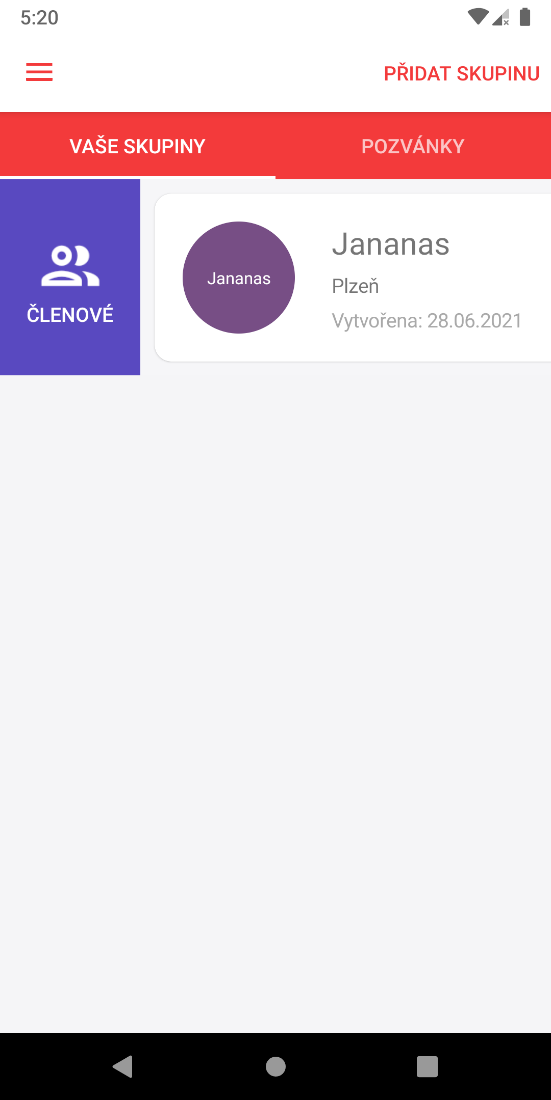 5:20
PŘIDAT SKUPINU
VAŠE SKUPINY
POZVÁNKY
ČLENOVÉ
Jananas
Jananas
Plzeň
Vytvořena: 28.06.2021